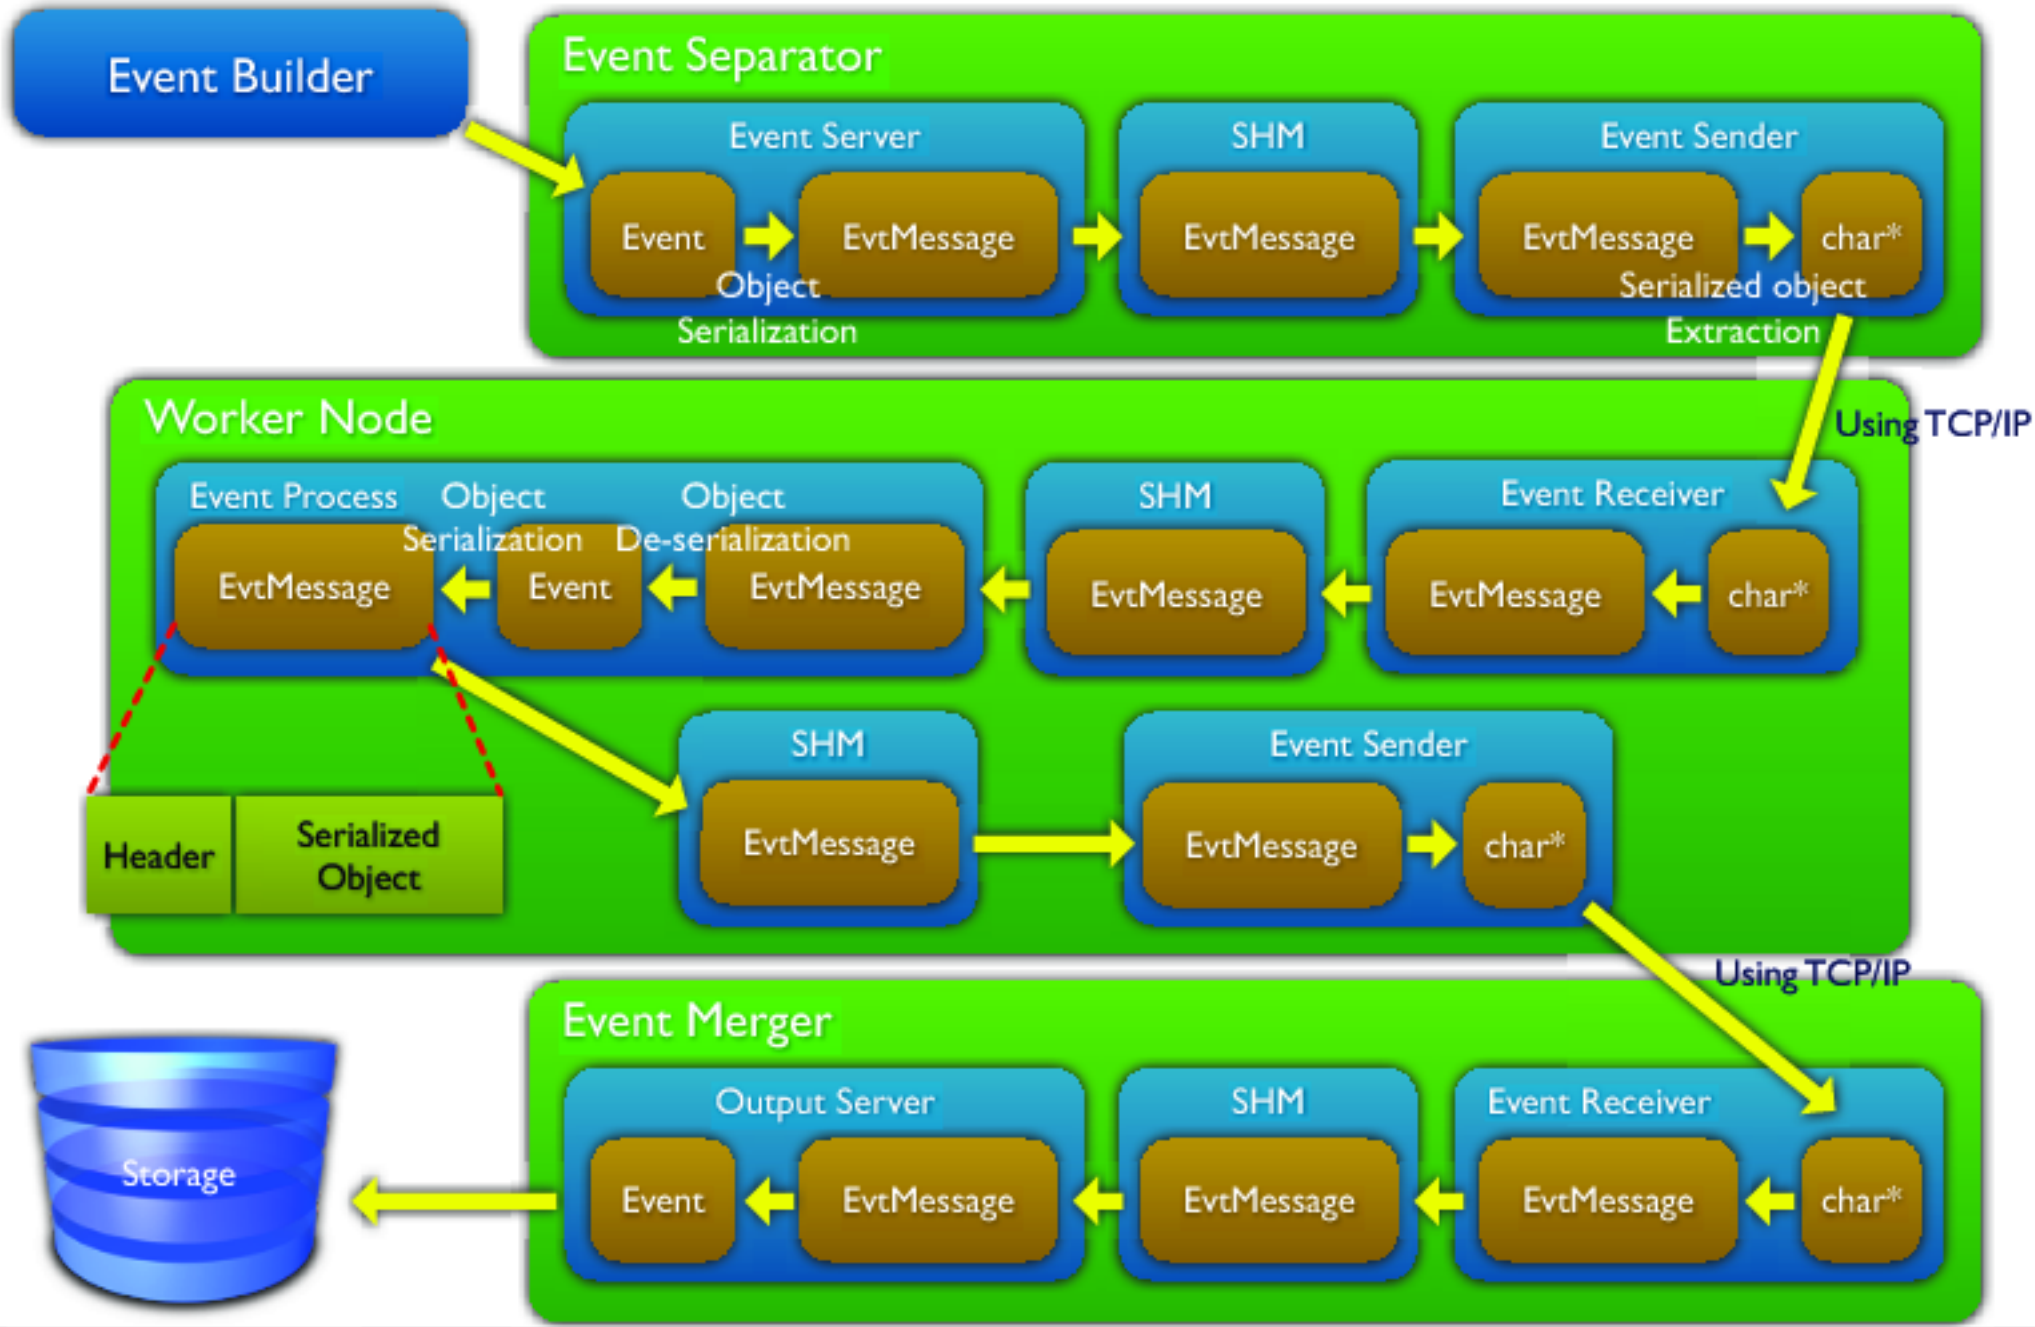 Event Builder
Event Separator
Event Server
SHM
Event Sender
Event
EvtMessage
EvtMessage
EvtMessage
char*
Object
Serialization
Serialized object
Extraction
Using TCP/IP
Worker Node
Event Process
Object
Serialization
Object
De-serialization
SHM
Event Receiver
EvtMessage
Event
EvtMessage
EvtMessage
EvtMessage
char*
SHM
Event Sender
EvtMessage
EvtMessage
char*
Header
Serialized
Object
Using TCP/IP
Event Merger
Output Server
SHM
Event Receiver
Storage
Event
EvtMessage
EvtMessage
EvtMessage
char*